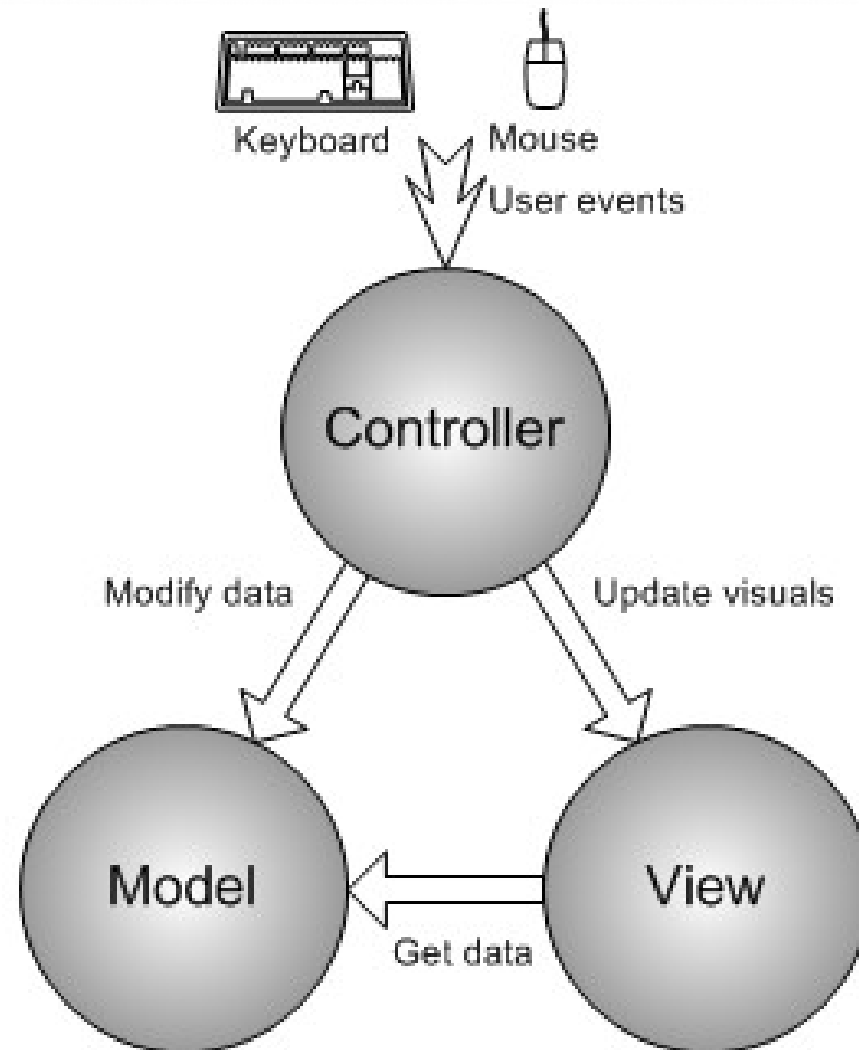 Keyboard
Mouse
User events
Controller
Modify data
Update visuals
Model
View
Get data